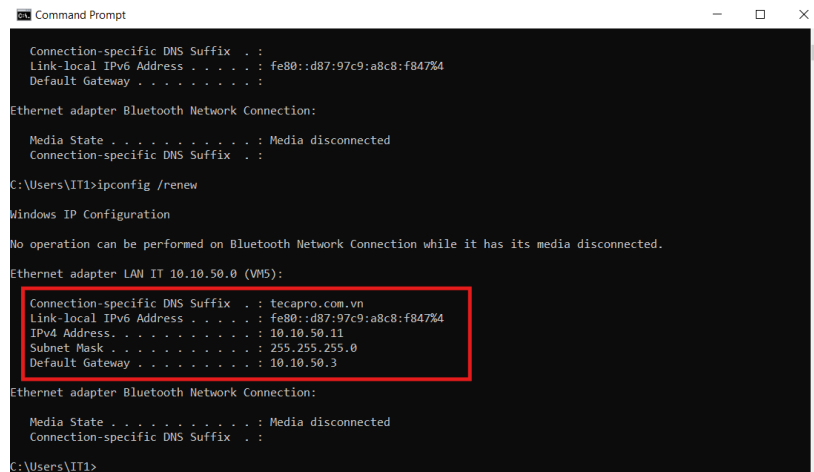 Command Prompt
Connection-specific DNS Suffix  . :
Link-local IPv6 Address . . . . . : fe80::d87:97c9:a8c8:f847%4
Default Gateway . . . . . . . . . :
Ethernet adapter Bluetooth Network Connection:
Media State . . . . . . . . . . . : Media disconnected
Connection-specific DNS Suffix  . :
C:\Users\IT1>ipconfig /renew
Windows IP Configuration
No operation can be performed on Bluetooth Network Connection while it has its media disconnected.
Ethernet adapter LAN IT 10.10.50.0 (VM5):
Connection-specific DNS Suffix  . : tecapro.com.vn
Link-local IPv6 Address . . . . . : fe80::d87:97c9:a8c8:f847%4
IPv4 Address. . . . . . . . . . . : 10.10.50.11
Subnet Mask . . . . . . . . . . . : 255.255.255.0
Default Gateway . . . . . . . . . : 10.10.50.3
Ethernet adapter Bluetooth Network Connection:
Media State . . . . . . . . . . . : Media disconnected
Connection-specific DNS Suffix  . :
C:\Users\IT1>